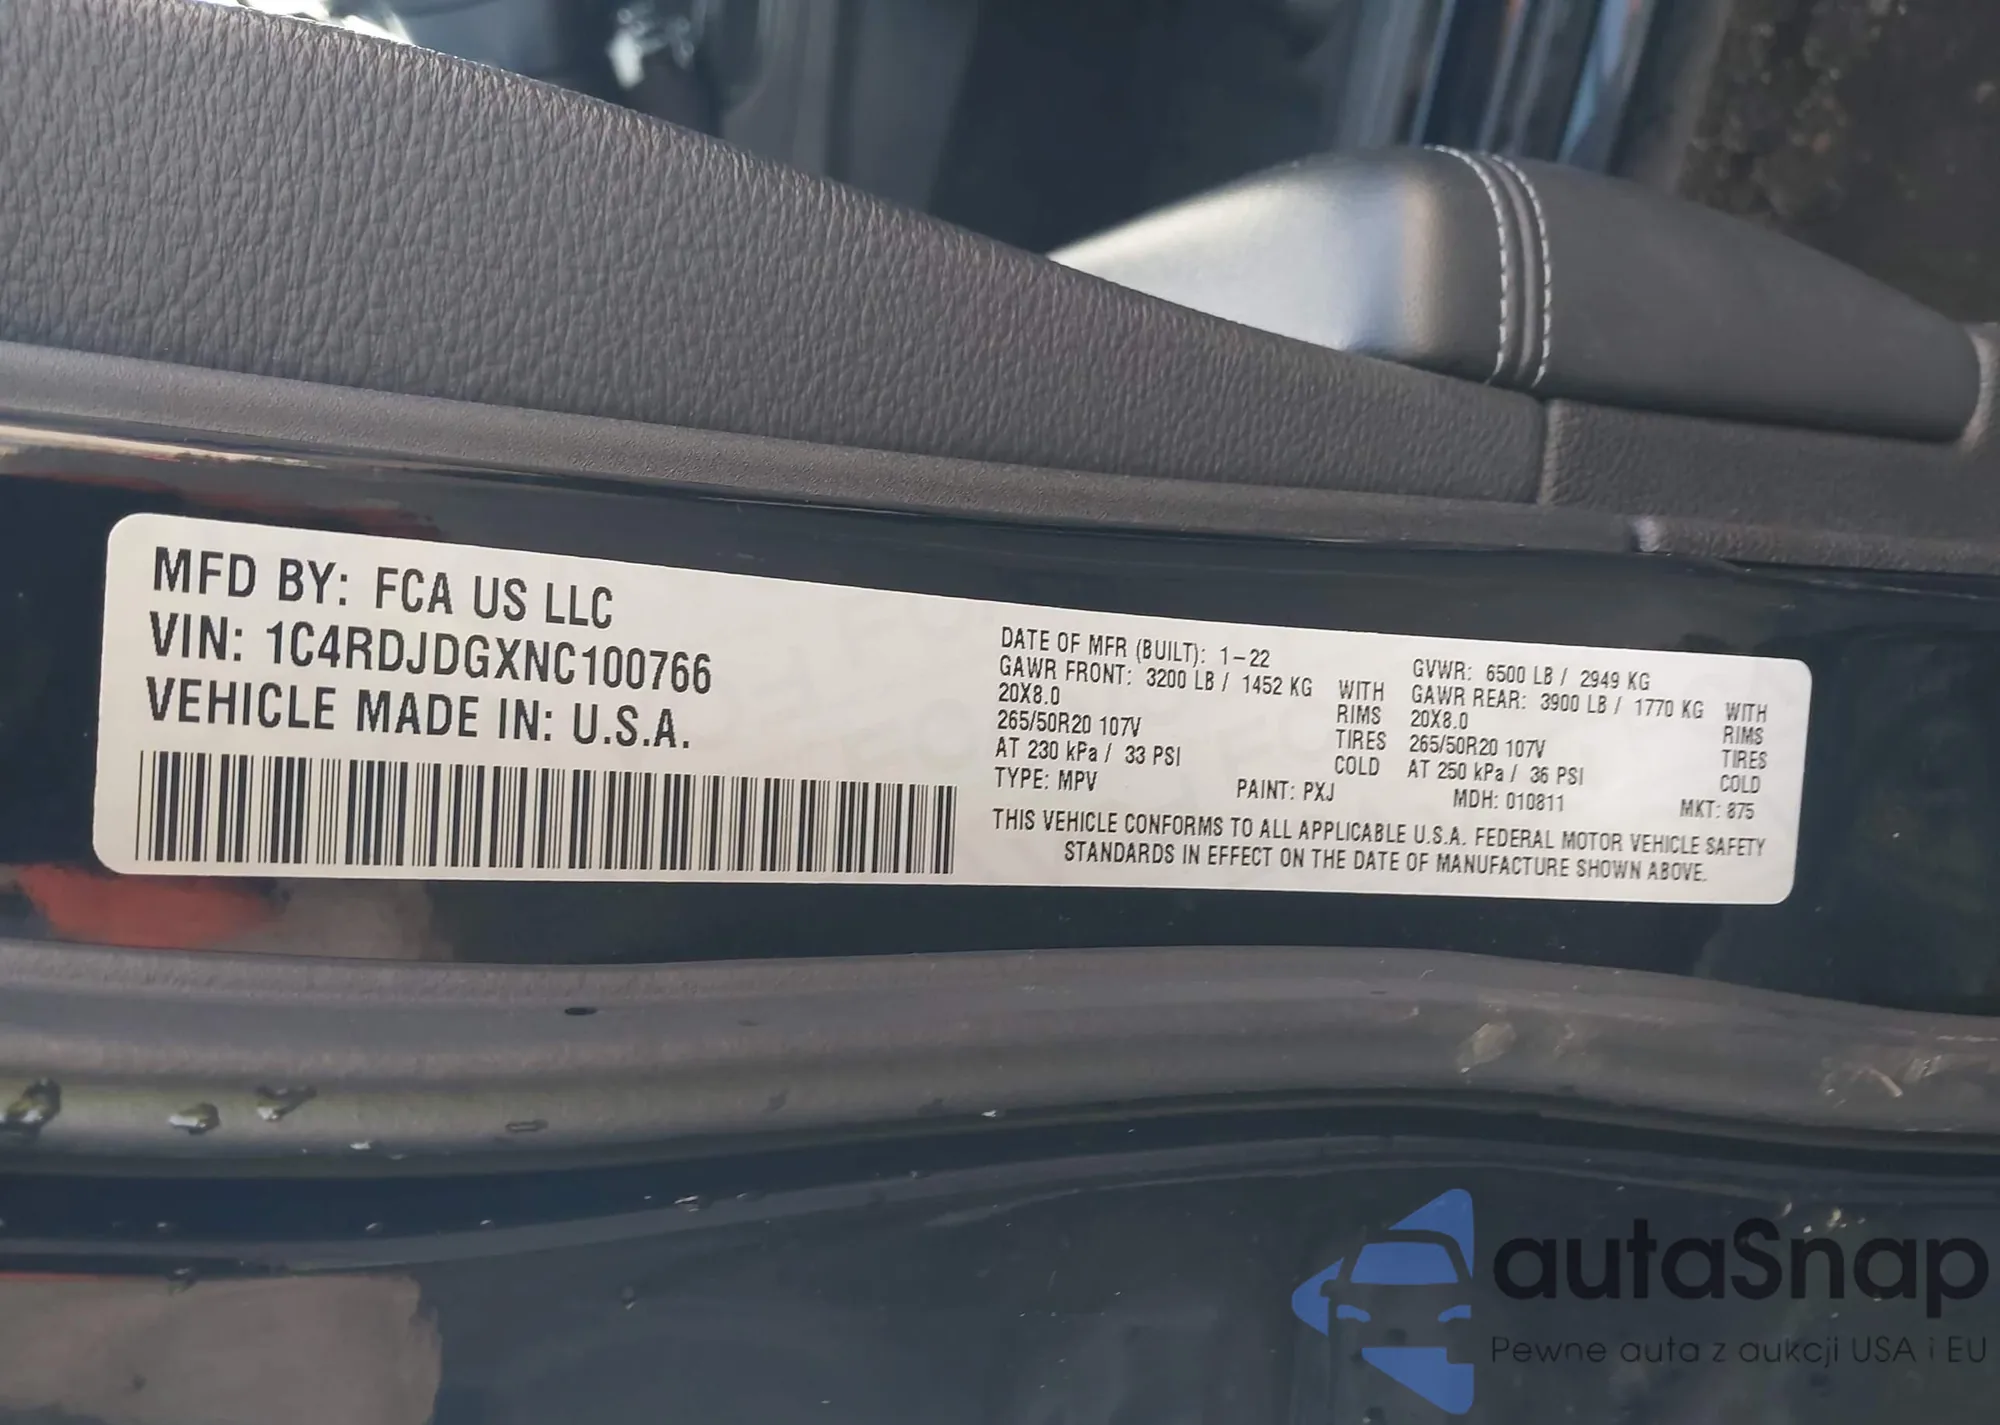 MFD BY: FCA US LLC
VIN: 1C4RDJDGXNC100766
VEHICLE MADE IN: U.S.A.
DATE OF MFR (BUILT): 1-22
GAWR FRONT: 3200 LB / 1452 KG WITH
20X8.0 RIMS
265/50R20 107V TIRES
AT 230 kPa / 33 PSI COLD
GVWR: 6500 LB / 2949 KG
GAWR REAR: 3900 LB / 1770 KG WITH
20X8.0 RIMS
265/50R20 107V TIRES
AT 250 kPa / 36 PSI COLD
TYPE: MPV PAINT: PXJ MDH: 010811 MKT: 875
THIS VEHICLE CONFORMS TO ALL APPLICABLE U.S.A. FEDERAL MOTOR VEHICLE SAFETY
STANDARDS IN EFFECT ON THE DATE OF MANUFACTURE SHOWN ABOVE.
autaSnap
Pewne auta z aukcji USA i EU